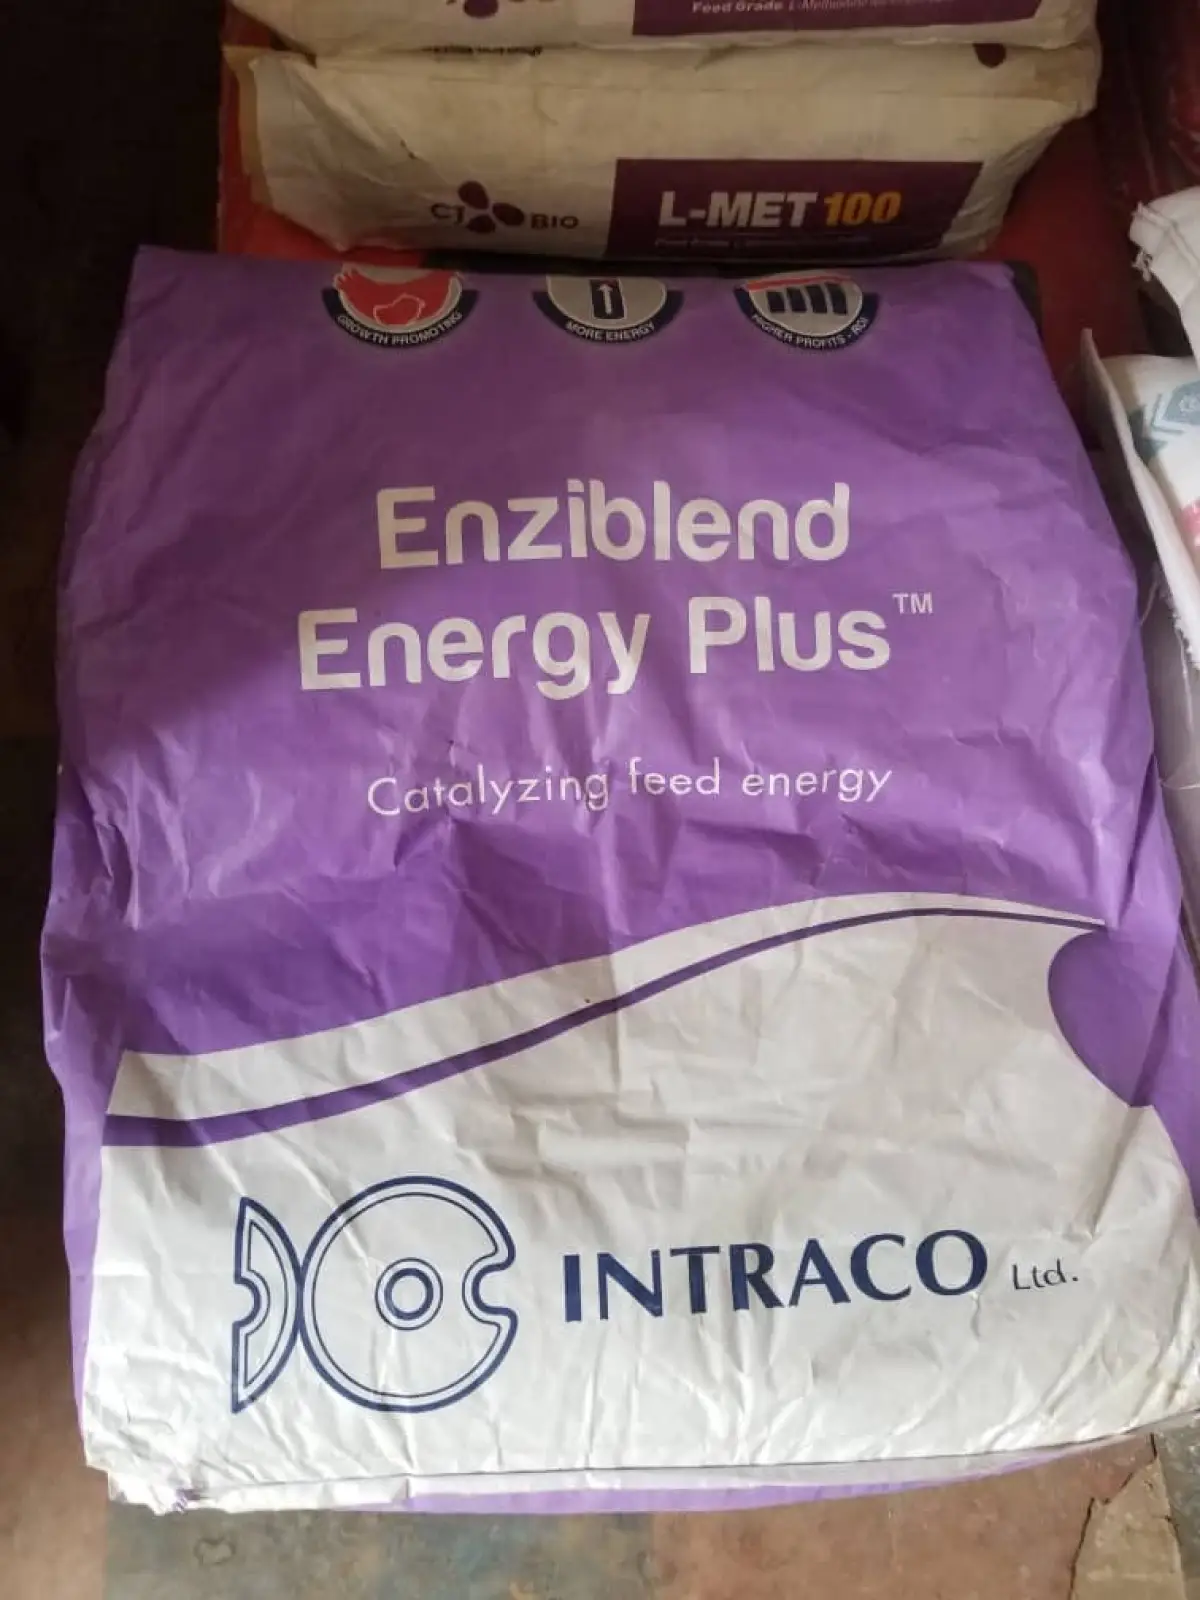 Feed Grade L-Methionine
CJ BIO
L-MET 100
GROWTH PROMOTING
MORE ENERGY
HIGHER PROFITS - ROI
Enziblend
Energy Plus™
Catalyzing feed energy
INTRACO Ltd.